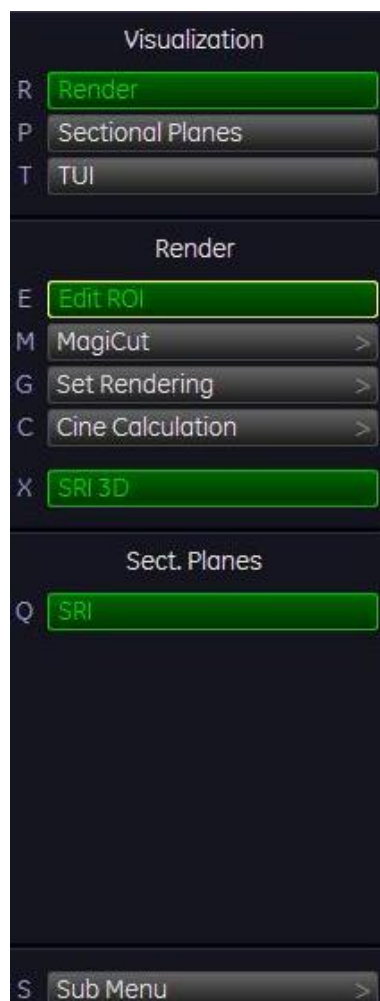 Visualization
R Render
P Sectional Planes
T TUI
Render
E Edit ROI
M MagiCut >
G Set Rendering >
C Cine Calculation >
X SRI 3D
Sect. Planes
Q SRI
S Sub Menu >